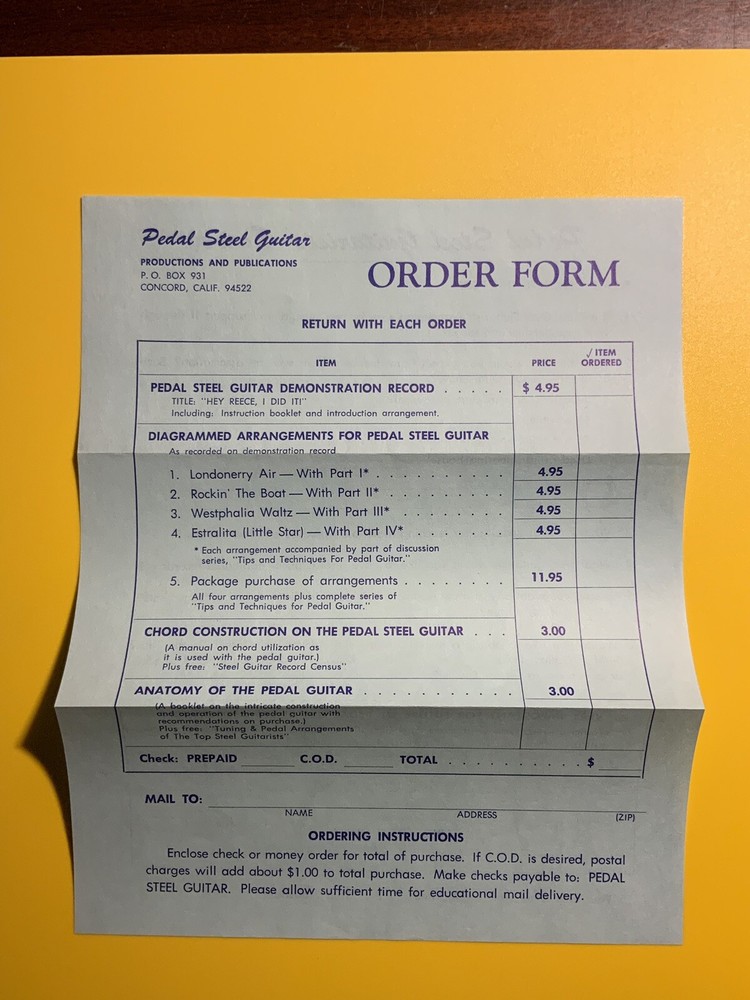 Pedal Steel Guitar
PRODUCTIONS AND PUBLICATIONS
P. O. BOX 931
CONCORD, CALIF. 94522
ORDER FORM
RETURN WITH EACH ORDER
ITEM PRICE √ ITEM ORDERED
PEDAL STEEL GUITAR DEMONSTRATION RECORD . . . . . $ 4.95
TITLE: "HEY REECE, I DID IT!"
Including: Instruction booklet and introduction arrangement.
DIAGRAMMED ARRANGEMENTS FOR PEDAL STEEL GUITAR
As recorded on demonstration record
1. Londonerry Air — With Part I* . . . . . . . . . . 4.95
2. Rockin' The Boat — With Part II* . . . . . . . . . 4.95
3. Westphalia Waltz — With Part III* . . . . . . . . 4.95
4. Estralita (Little Star) — With Part IV* . . . . . . . 4.95
* Each arrangement accompanied by part of discussion
series, "Tips and Techniques For Pedal Guitar."
5. Package purchase of arrangements . . . . . . . . 11.95
All four arrangements plus complete series of
"Tips and Techniques for Pedal Guitar."
CHORD CONSTRUCTION ON THE PEDAL STEEL GUITAR . . . 3.00
(A manual on chord utilization as
it is used with the pedal guitar.)
Plus free: "Steel Guitar Record Census"
ANATOMY OF THE PEDAL GUITAR . . . . . . . . . . . . 3.00
(A booklet on the intricate construction
and operation of the pedal guitar with
recommendations on purchase.)
Plus free: "Tuning & Pedal Arrangements
of The Top Steel Guitarists"
Check: PREPAID ______ C.O.D. ______ TOTAL . . . . . . . . . . $ ______
MAIL TO: ______
NAME ADDRESS (ZIP)
ORDERING INSTRUCTIONS
Enclose check or money order for total of purchase. If C.O.D. is desired, postal
charges will add about $1.00 to total purchase. Make checks payable to: PEDAL
STEEL GUITAR. Please allow sufficient time for educational mail delivery.